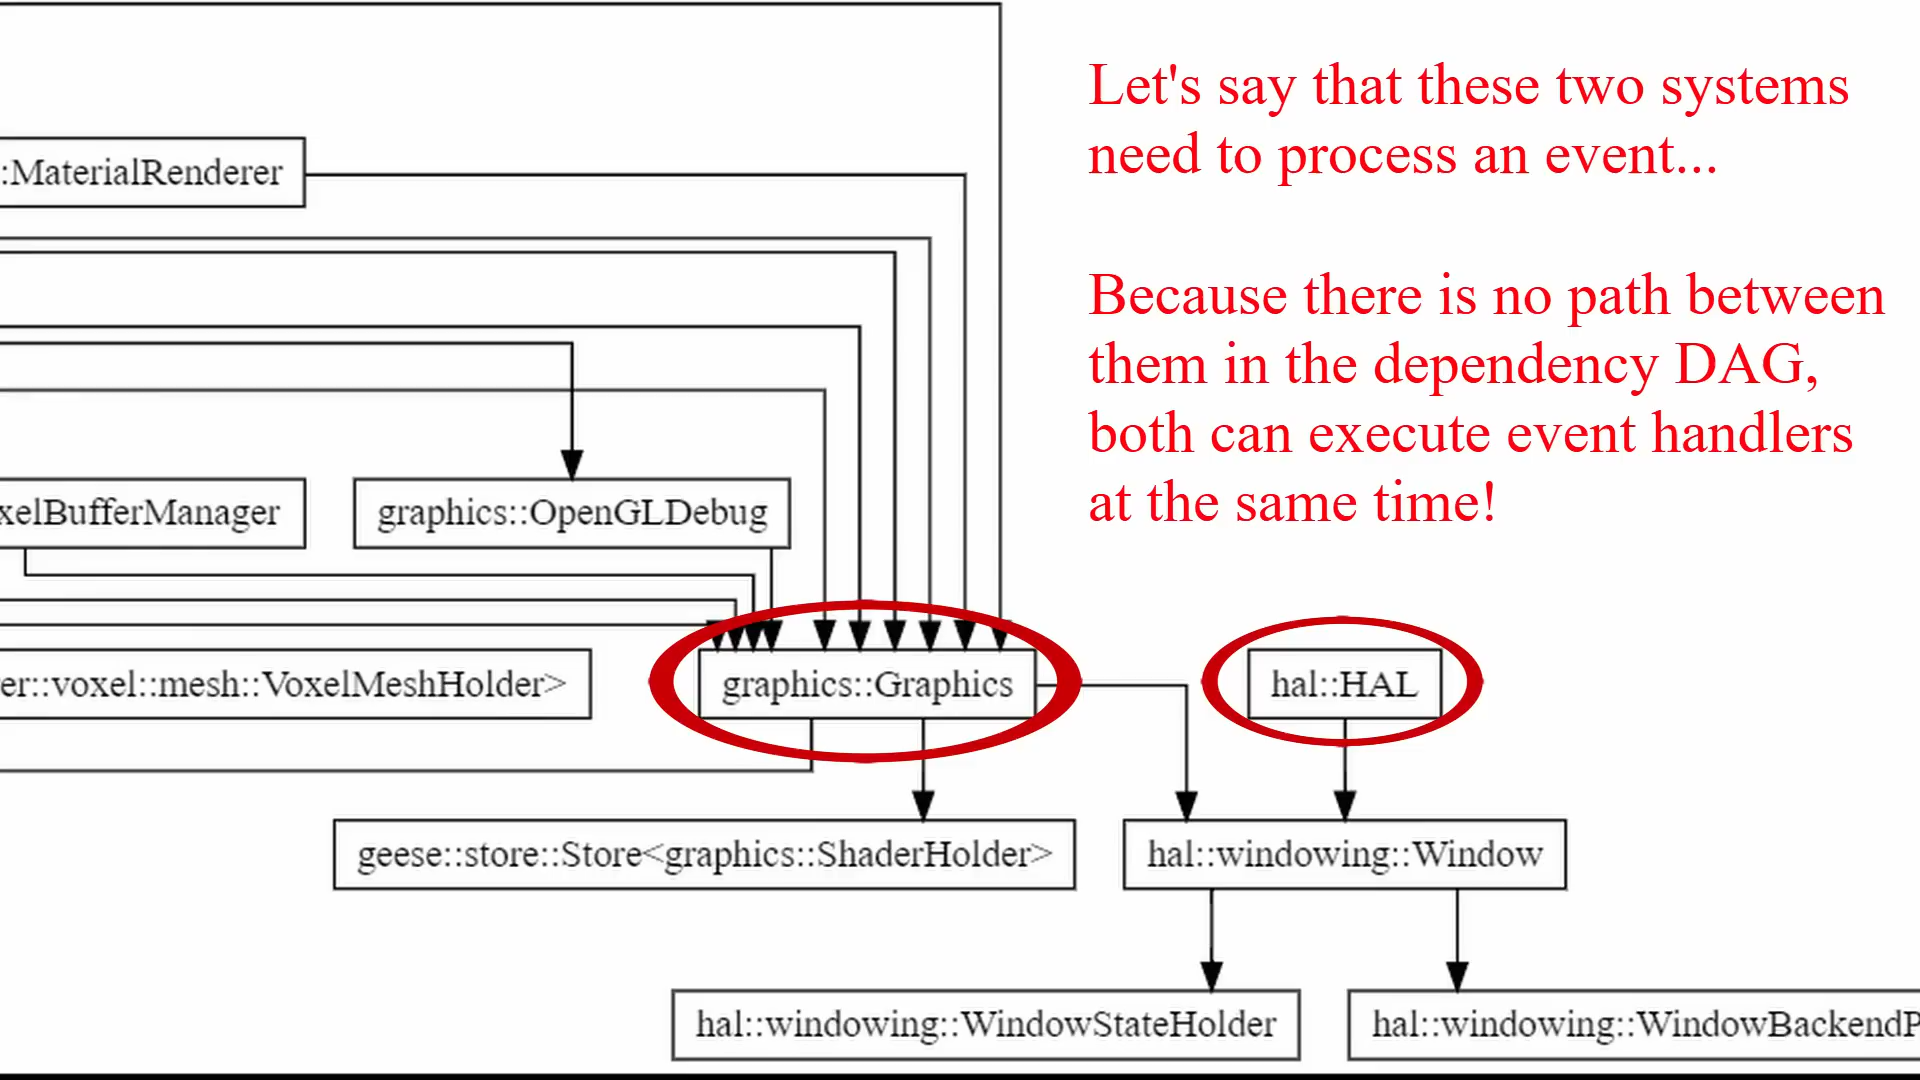 Let's say that these two systems
need to process an event...
Because there is no path between
them in the dependency DAG,
both can execute event handlers
at the same time!
:MaterialRenderer
xelBufferManager
graphics::OpenGLDebug
er::voxel::mesh::VoxelMeshHolder>
graphics::Graphics
hal::HAL
geese::store::Store<graphics::ShaderHolder>
hal::windowing::Window
hal::windowing::WindowStateHolder
hal::windowing::WindowBackendP